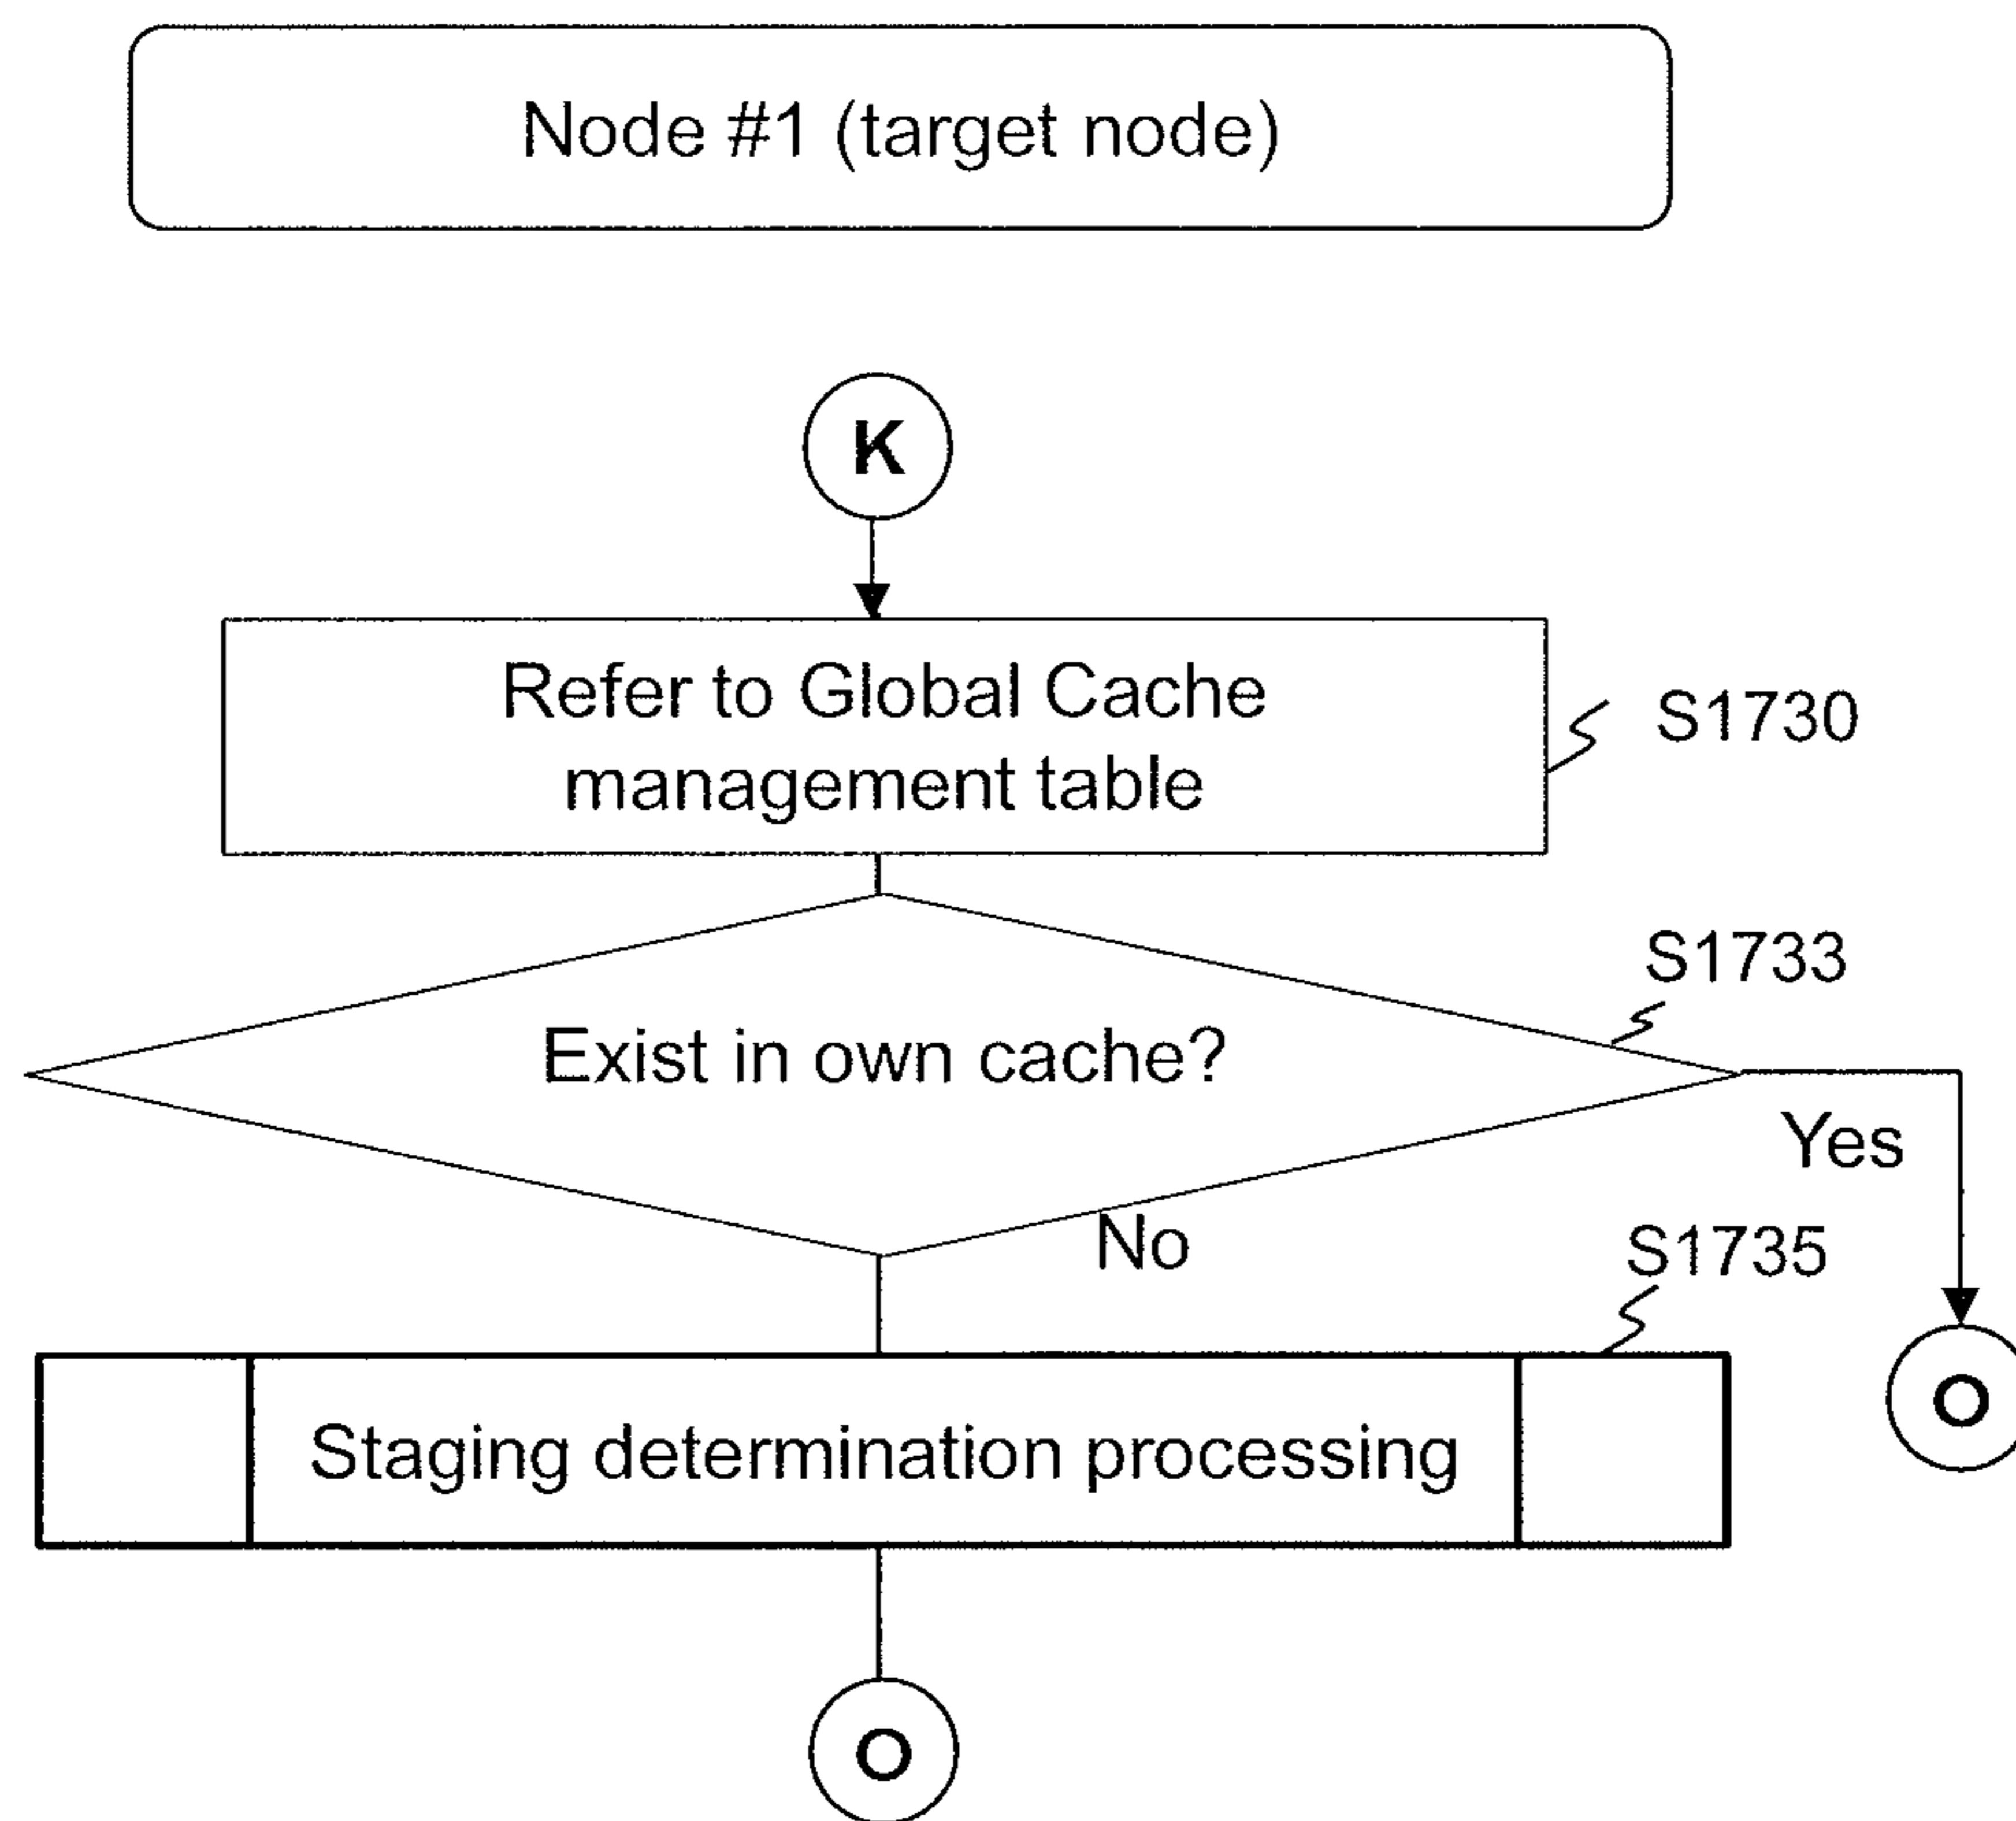 Node #1 (target node)
K
Refer to Global Cache
management table
S1730
S1733
Exist in own cache?
Yes
No
S1735
Staging determination processing
O
O